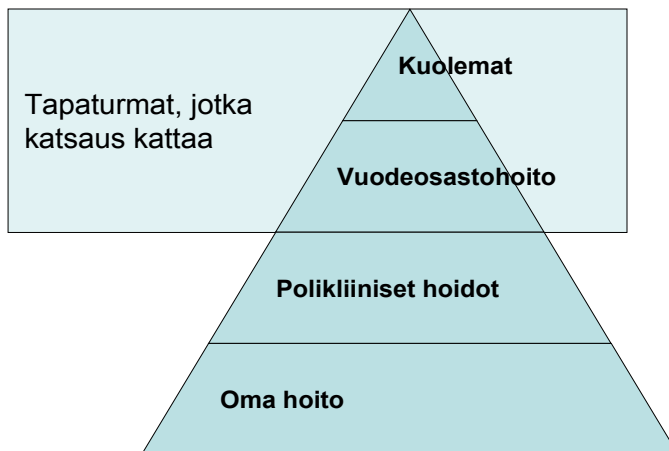 Kuolemat
Tapaturmat, jotka
katsaus kattaa
Vuodeosastohoito
Polikliiniset hoidot
Oma hoito